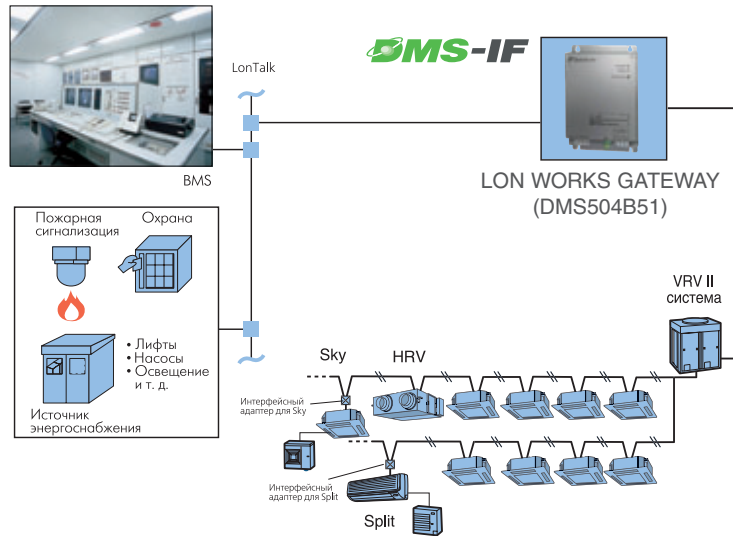 LonTalk
DMS-IF
BMS
LON WORKS GATEWAY
(DMS504B51)
Пожарная
сигнализация
Охрана
• Лифты
• Насосы
• Освещение
и т. д.
Источник
энергоснабжения
VRV II
система
Sky
HRV
Интерфейсный
адаптер для Sky
Интерфейсный
адаптер для Split
Split